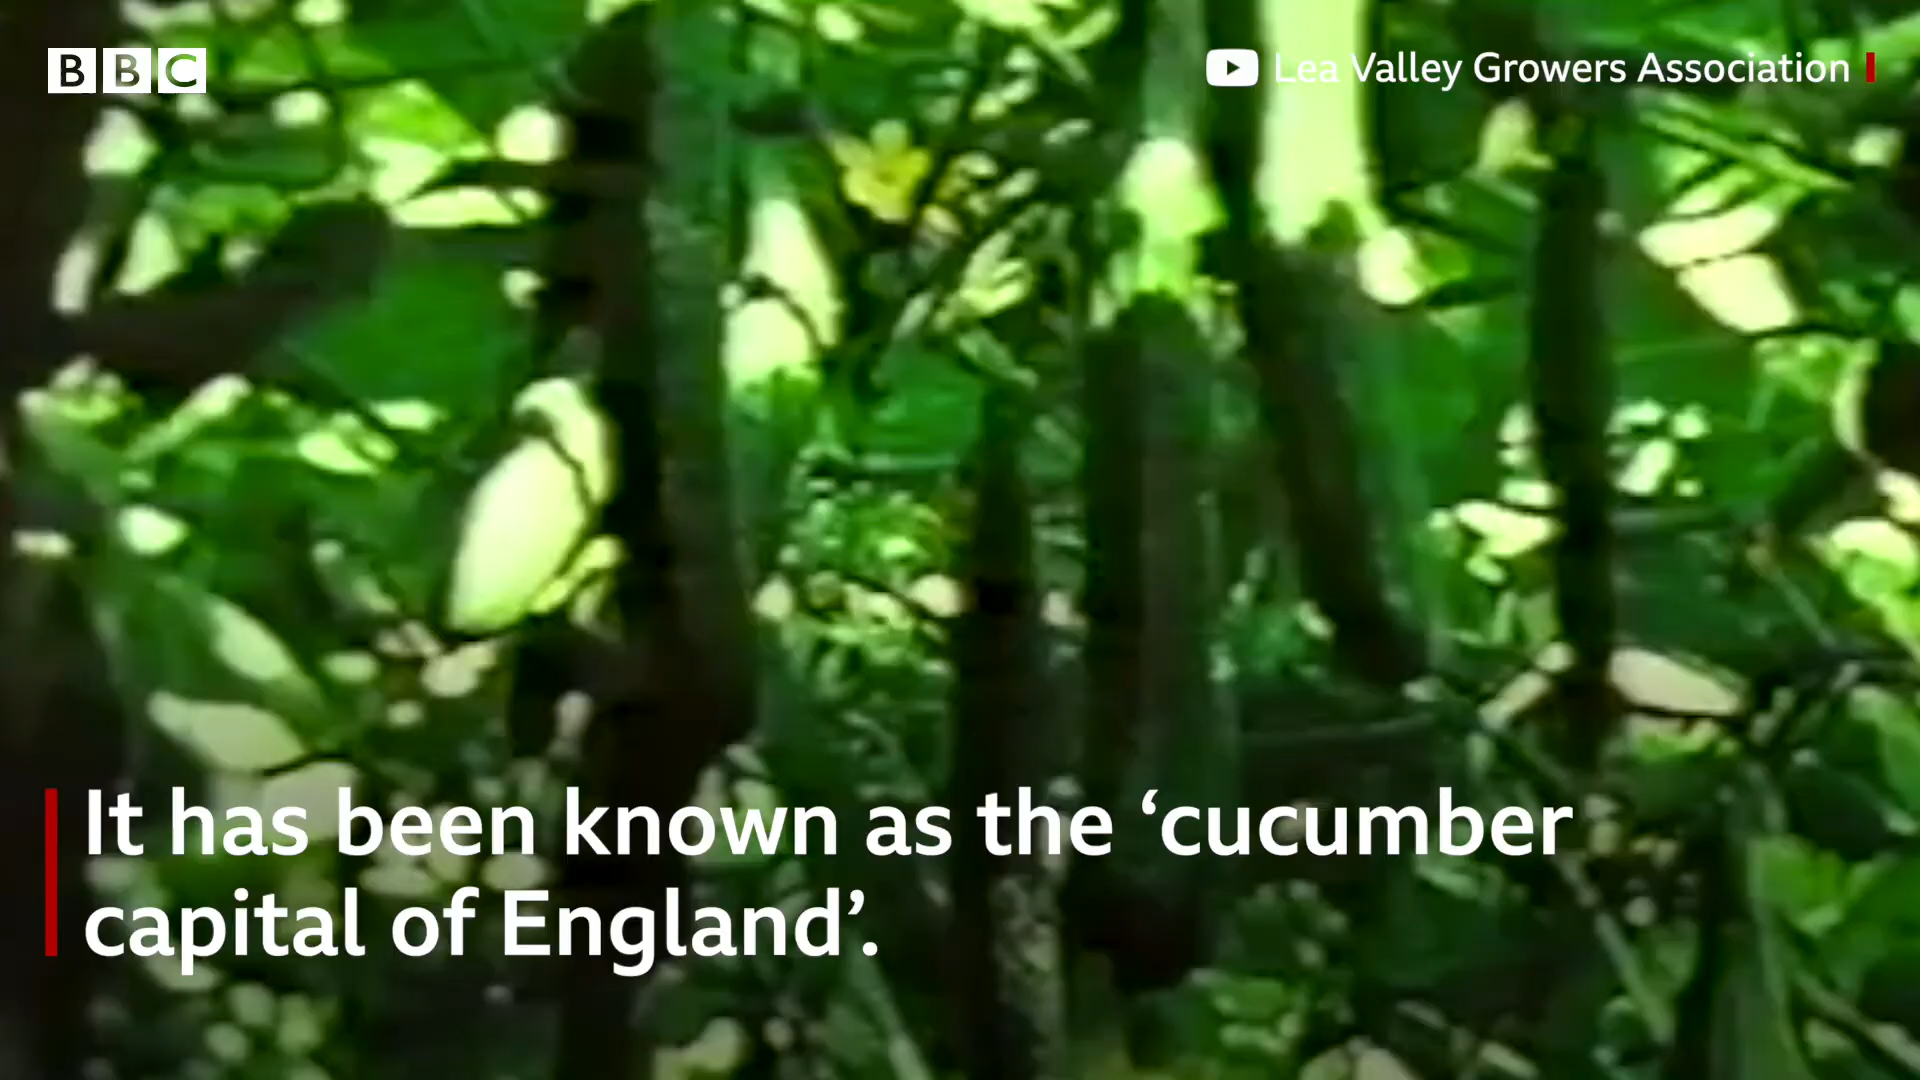 BBC
Lea Valley Growers Association
It has been known as the ‘cucumber
capital of England’.